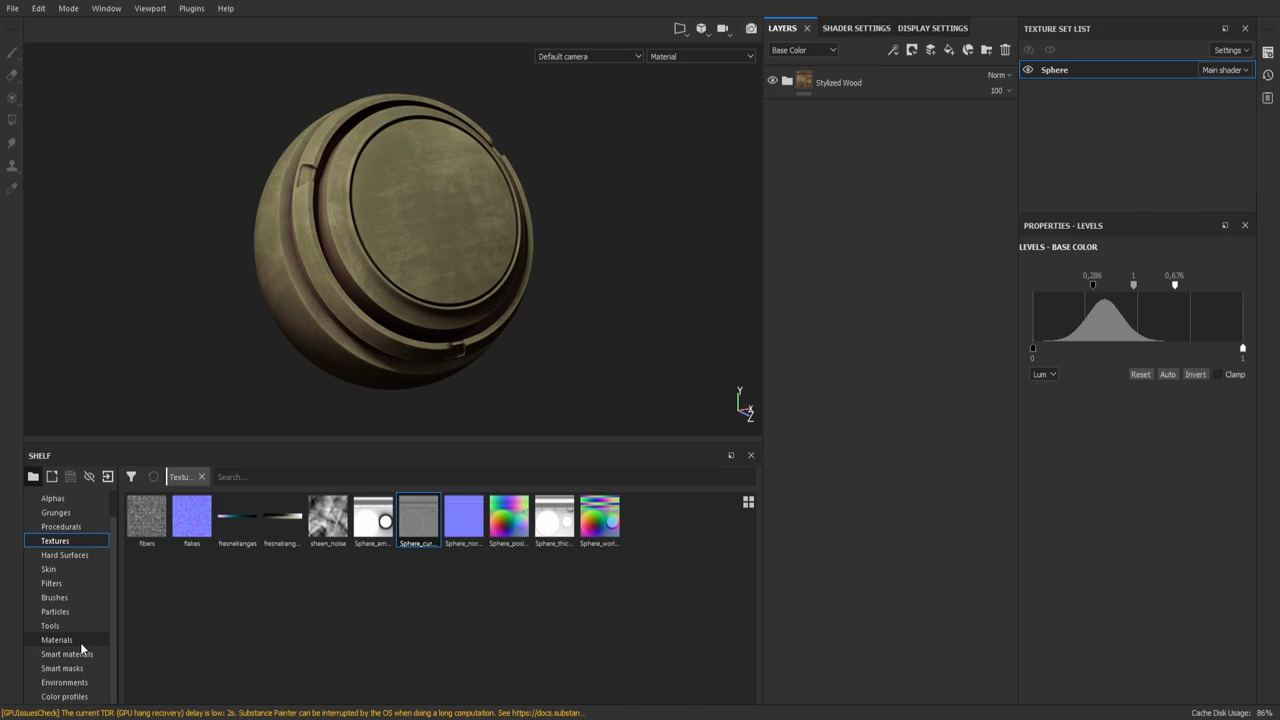 File Edit Mode Window Viewport Plugins Help
LAYERS SHADER SETTINGS DISPLAY SETTINGS
TEXTURE SET LIST
Base Color
Settings
Default camera
Material
Sphere
Main shader
Stylized Wood
Norm
100
PROPERTIES - LEVELS
LEVELS - BASE COLOR
0,286 1 0,676
0 1
Lum
Reset Auto Invert Clamp
Y
X
Z
SHELF
Textu...
Search...
Alphas
Grunges
Procedurals
Textures
Hard Surfaces
Skin
Filters
Brushes
Particles
Tools
Materials
Smart materials
Smart masks
Environments
Color profiles
fibers flakes fresnelranges fresnelrang... sheen_noise Sphere_am... Sphere_cur... Sphere_nor... Sphere_posi... Sphere_thic... Sphere_worl...
[GPUIssuesCheck] The current TDR (GPU hang recovery) delay is low: 2s. Substance Painter can be interrupted by the OS when doing a long computation. See https://docs.substan...
Cache Disk Usage: 86%